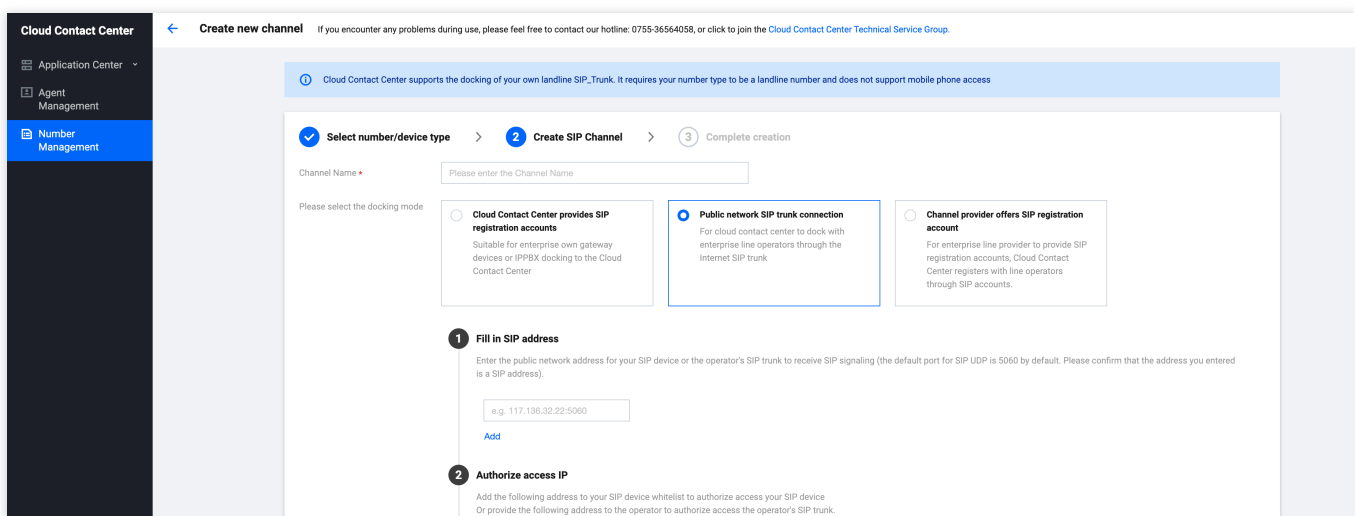 Cloud Contact Center
Create new channel
If you encounter any problems during use, please feel free to contact our hotline: 0755-36564058, or click to join the Cloud Contact Center Technical Service Group.
Application Center
Agent
Management
Number
Management
Cloud Contact Center supports the docking of your own landline SIP_Trunk. It requires your number type to be a landline number and does not support mobile phone access
Select number/device type
2 Create SIP Channel
3 Complete creation
Channel Name *
Please enter the Channel Name
Please select the docking mode
Cloud Contact Center provides SIP
registration accounts
Suitable for enterprise own gateway
devices or IPPBX docking to the Cloud
Contact Center
Public network SIP trunk connection
For cloud contact center to dock with
enterprise line operators through the
Internet SIP trunk
Channel provider offers SIP registration
account
For enterprise line provider to provide SIP
registration accounts, Cloud Contact
Center registers with line operators
through SIP accounts.
1 Fill in SIP address
Enter the public network address for your SIP device or the operator's SIP trunk to receive SIP signaling (the default port for SIP UDP is 5060 by default. Please confirm that the address you entered
is a SIP address).
e.g. 117.136.32.22:5060
Add
2 Authorize access IP
Add the following address to your SIP device whitelist to authorize access your SIP device
Or provide the following address to the operator to authorize access the operator's SIP trunk.